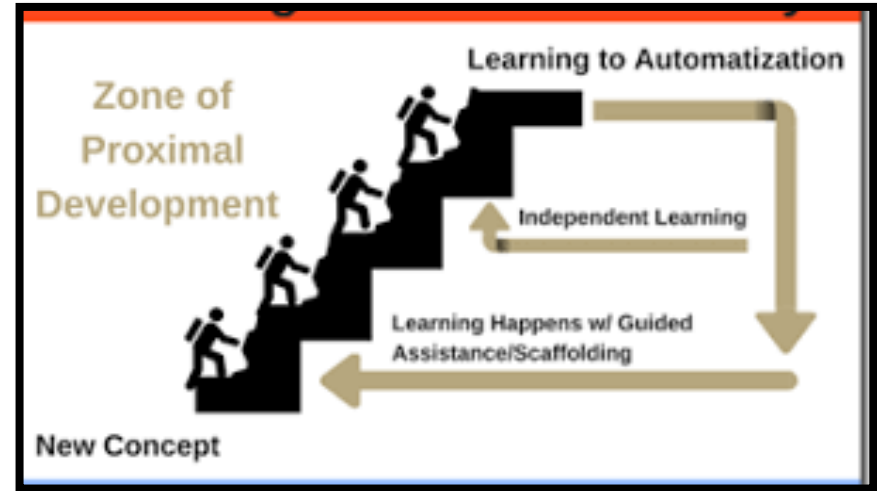 Learning to Automatization
Zone of
Proximal
Development
Independent Learning
Learning Happens w/ Guided
Assistance/Scaffolding
New Concept